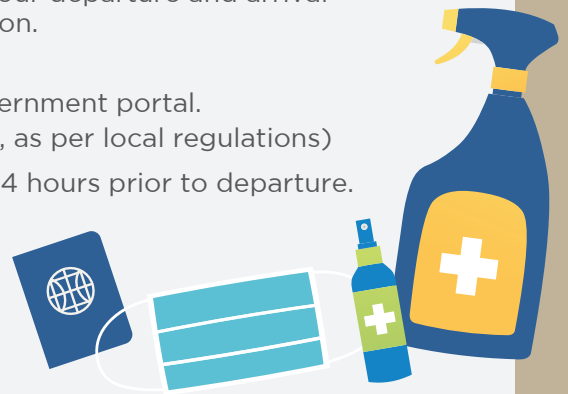 our departure and arrival
on.
ernment portal.
, as per local regulations)
4 hours prior to departure.